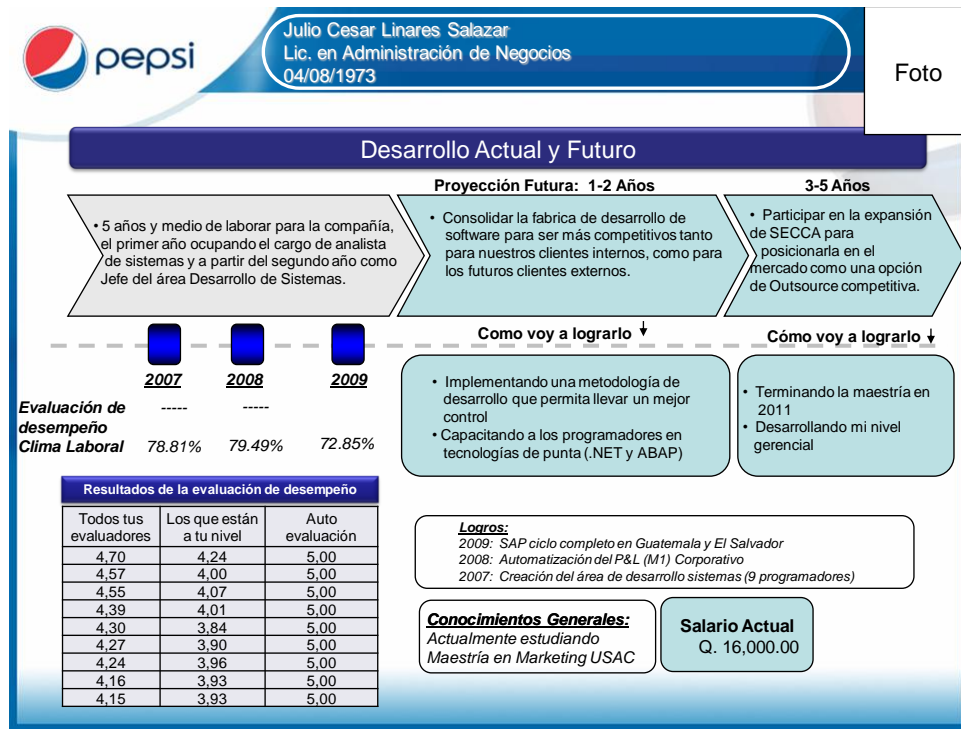 pepsi
Julio Cesar Linares Salazar
Lic. en Administración de Negocios
04/08/1973
Foto
Desarrollo Actual y Futuro
Proyección Futura: 1-2 Años
3-5 Años
• 5 años y medio de laborar para la compañía,
el primer año ocupando el cargo de analista
de sistemas y a partir del segundo año como
Jefe del área Desarrollo de Sistemas.
• Consolidar la fabrica de desarrollo de
software para ser más competitivos tanto
para nuestros clientes internos, como para
los futuros clientes externos.
• Participar en la expansión
de SECCA para
posicionarla en el
mercado como una opción
de Outsource competitiva.
Como voy a lograrlo
Cómo voy a lograrlo
2007 2008 2009
Evaluación de
desempeño
----- -----
Clima Laboral 78.81% 79.49% 72.85%
• Implementando una metodología de
desarrollo que permita llevar un mejor
control
• Capacitando a los programadores en
tecnologías de punta (.NET y ABAP)
• Terminando la maestría en
2011
• Desarrollando mi nivel
gerencial
Resultados de la evaluación de desempeño
Todos tus evaluadores Los que están a tu nivel Auto evaluación
4,70 4,24 5,00
4,57 4,00 5,00
4,55 4,07 5,00
4,39 4,01 5,00
4,30 3,84 5,00
4,27 3,90 5,00
4,24 3,96 5,00
4,16 3,93 5,00
4,15 3,93 5,00
Logros:
2009: SAP ciclo completo en Guatemala y El Salvador
2008: Automatización del P&L (M1) Corporativo
2007: Creación del área de desarrollo sistemas (9 programadores)
Conocimientos Generales:
Actualmente estudiando
Maestría en Marketing USAC
Salario Actual
Q. 16,000.00